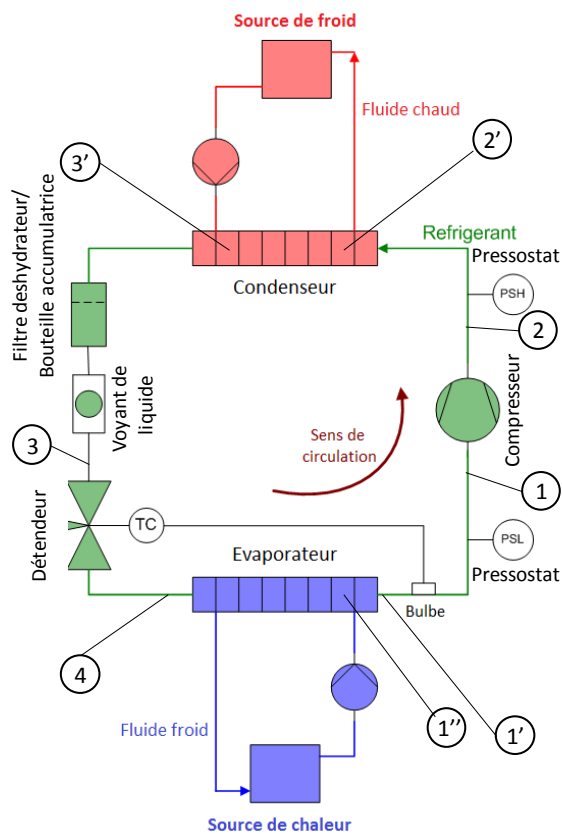 Source de froid
Fluide chaud
3’
2’
Filtre deshydrateur/
Bouteille accumulatrice
Refrigerant
Pressostat
Condenseur
PSH
2
Voyant de
liquide
Compresseur
3
Sens de
circulation
1
Détendeur
TC
Evaporateur
PSL
Pressostat
Bulbe
4
1’’
1’
Fluide froid
Source de chaleur